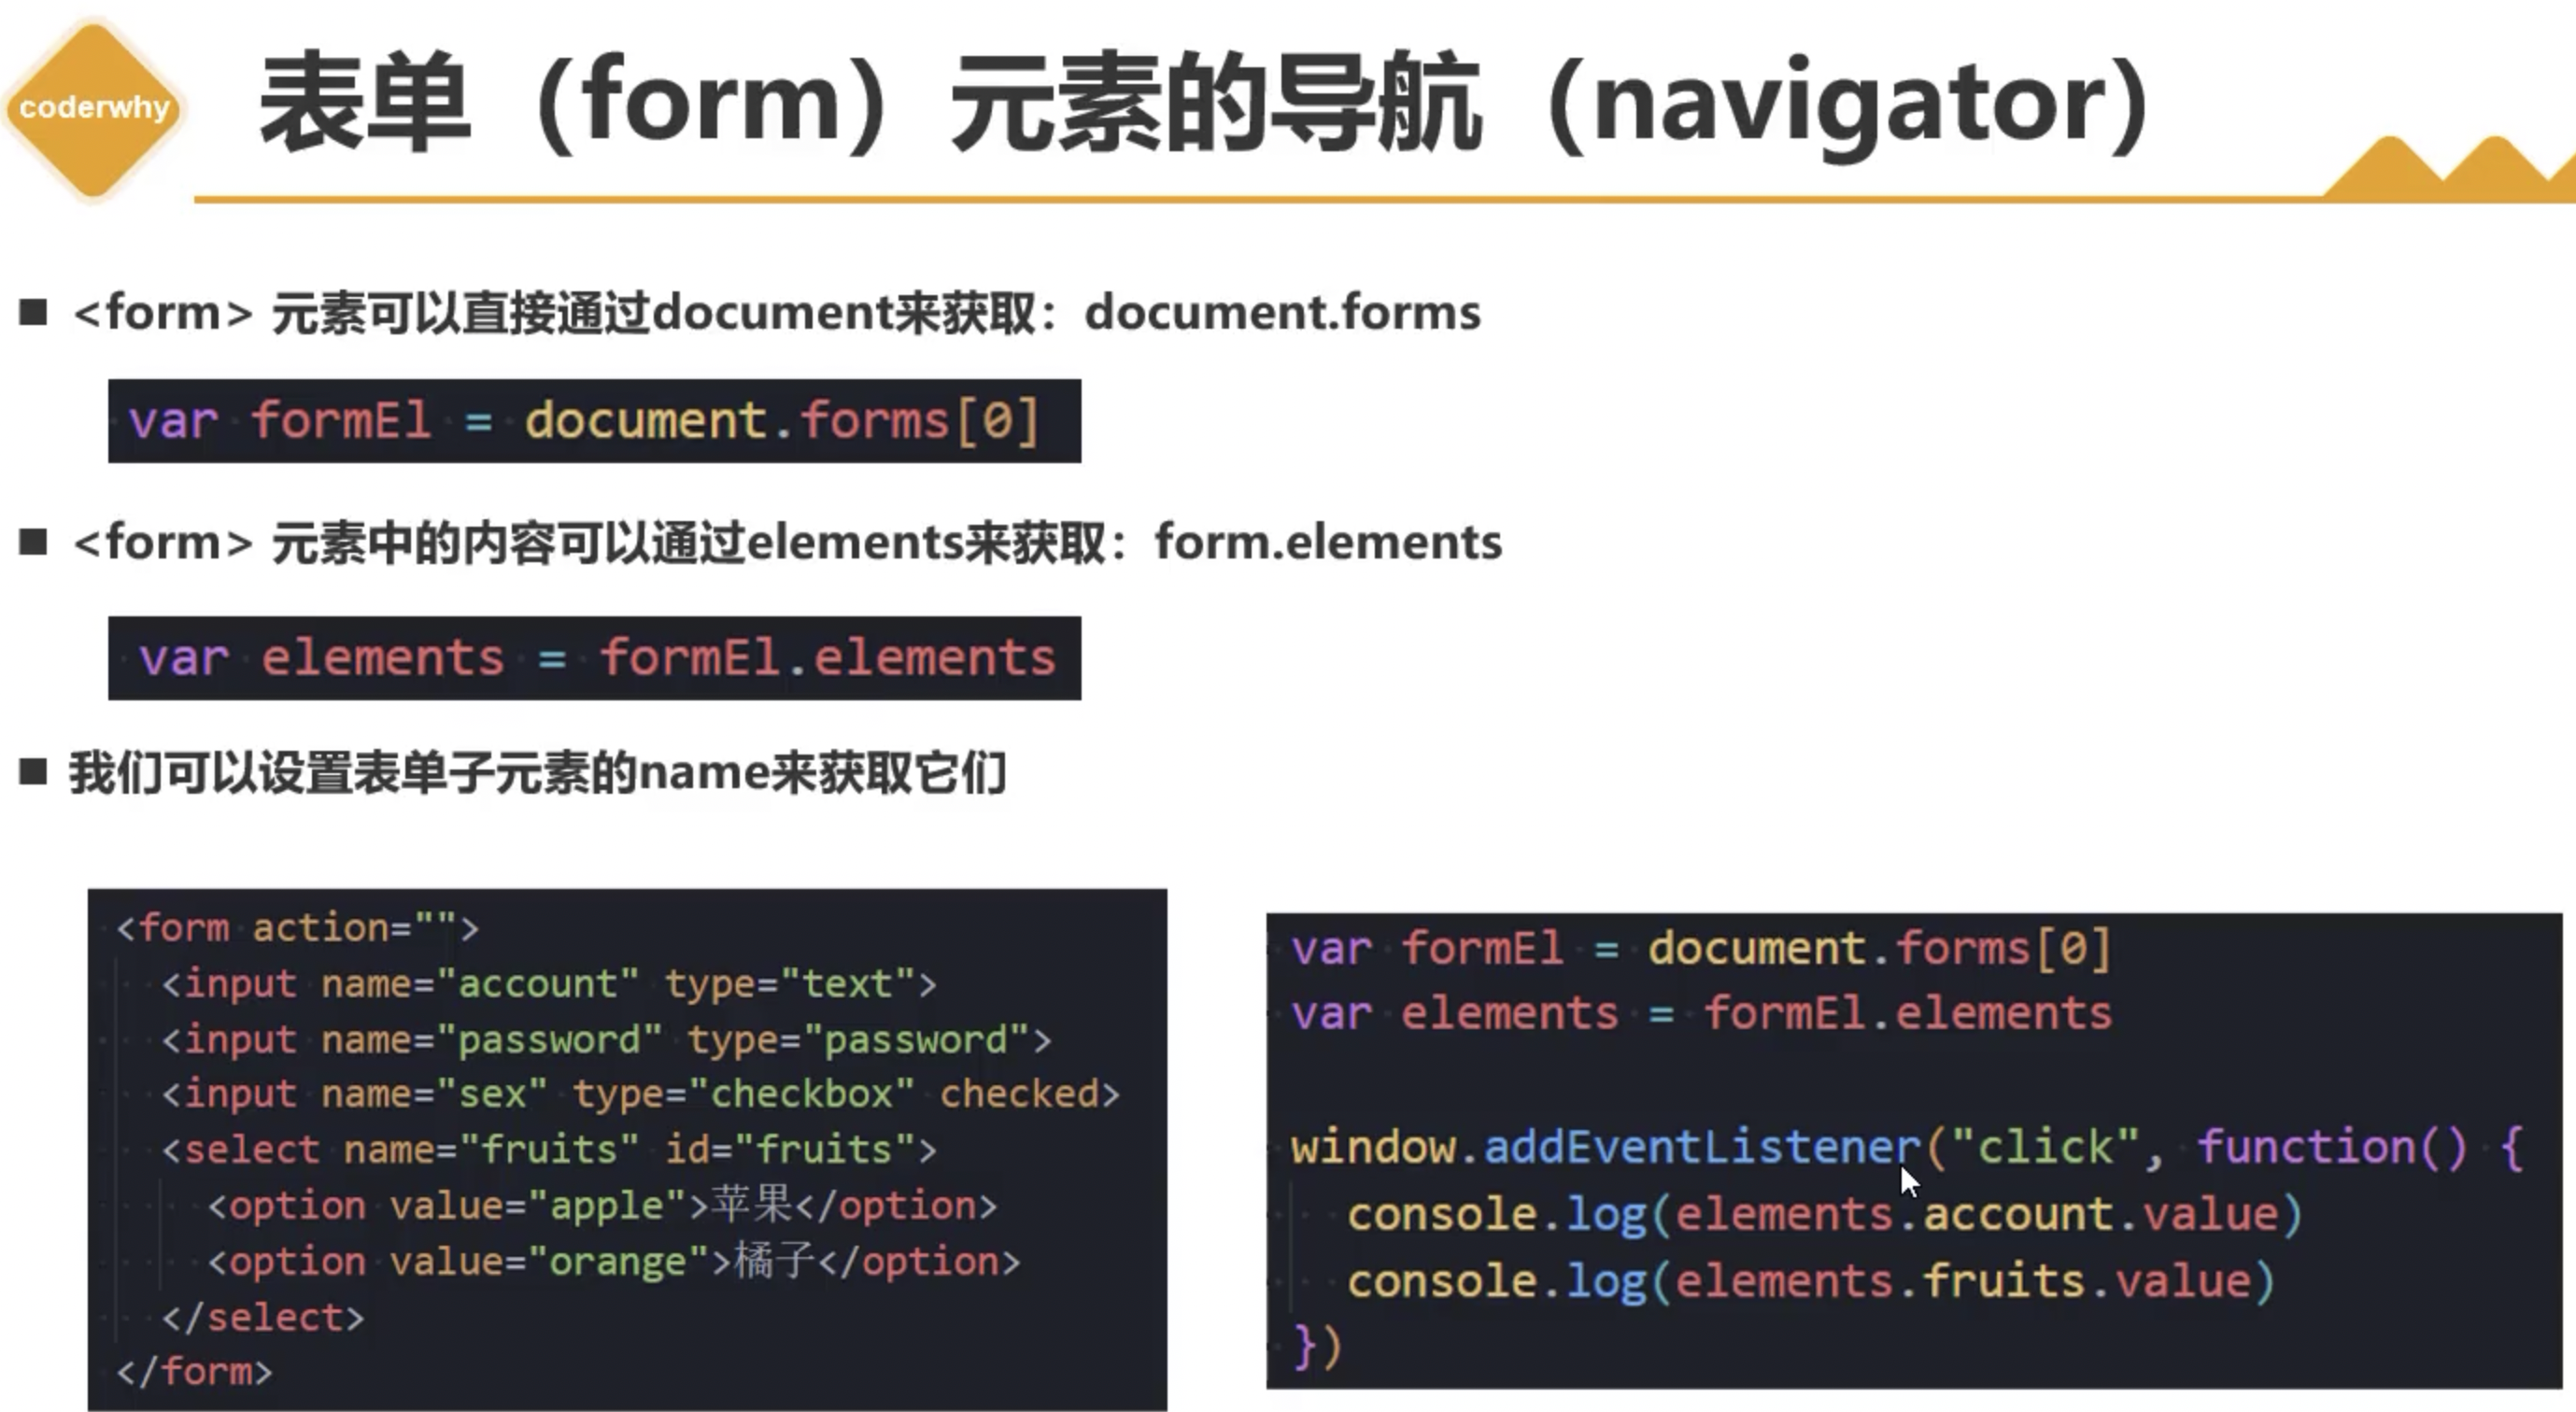 coderwhy
表单（form）元素的导航（navigator）
<form> 元素可以直接通过document来获取：document.forms
var formEl = document.forms[0]
<form> 元素中的内容可以通过elements来获取：form.elements
var elements = formEl.elements
我们可以设置表单子元素的name来获取它们
<form action="">
<input name="account" type="text">
<input name="password" type="password">
<input name="sex" type="checkbox" checked>
<select name="fruits" id="fruits">
<option value="apple">苹果</option>
<option value="orange">橘子</option>
</select>
</form>
var formEl = document.forms[0]
var elements = formEl.elements
window.addEventListener("click", function() {
console.log(elements.account.value)
console.log(elements.fruits.value)
})